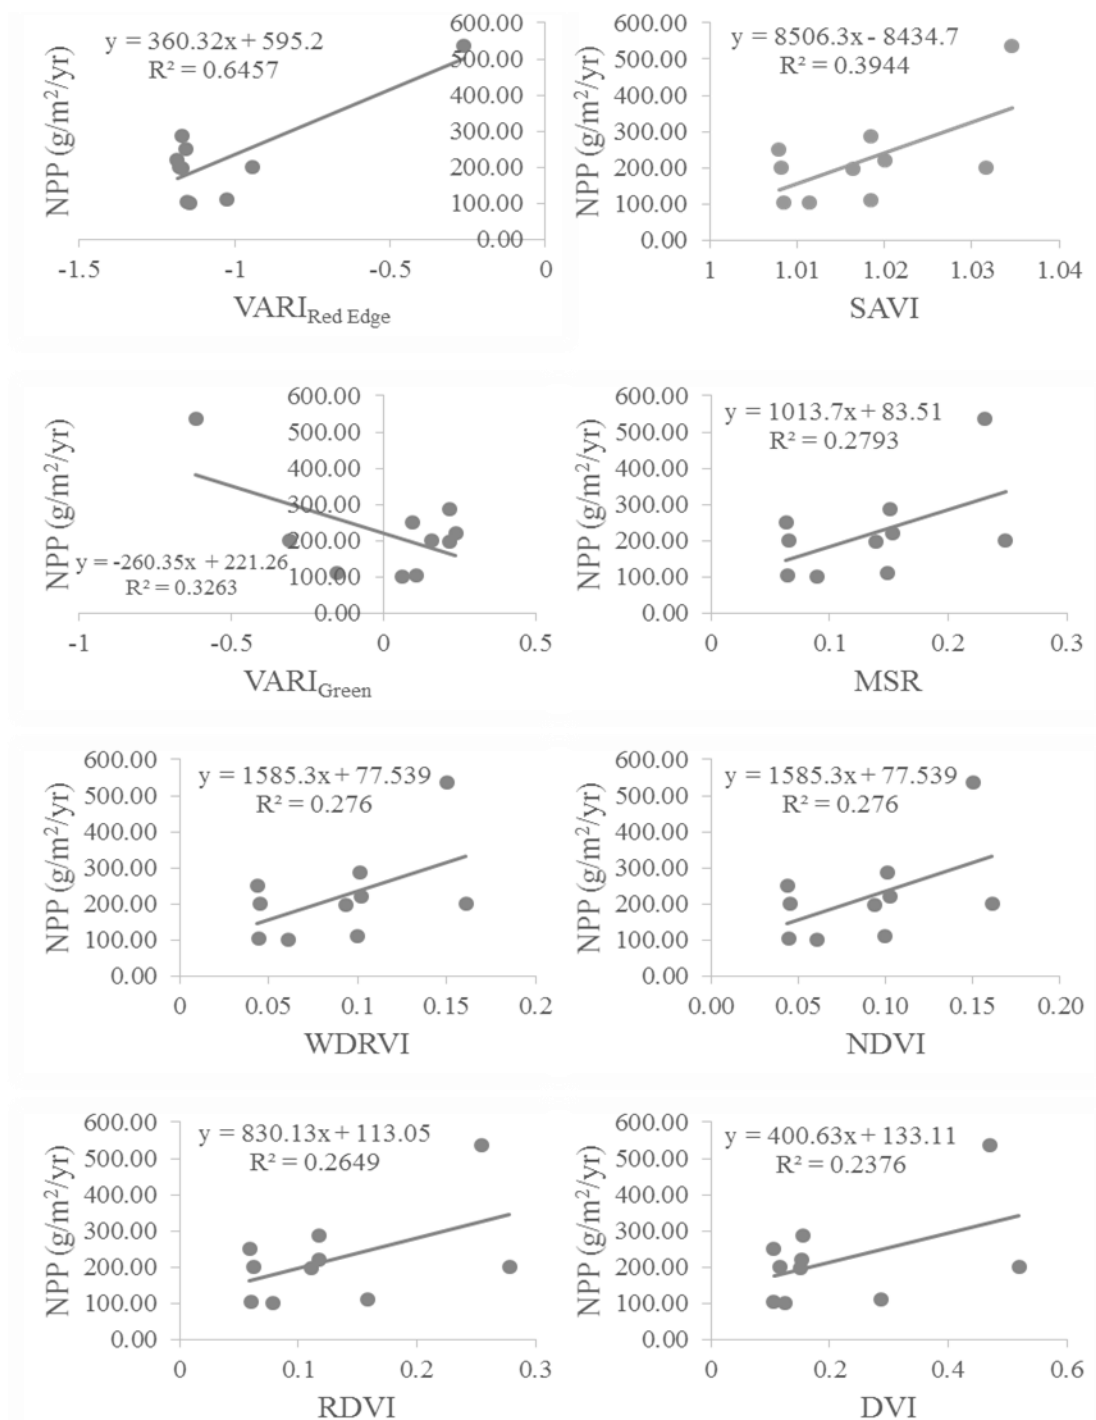 y = 360.32x + 595.2
R² = 0.6457
NPP (g/m²/yr)
600.00
500.00
400.00
300.00
200.00
100.00
0.00
-1.5 -1 -0.5 0
VARI Red Edge
y = 8506.3x - 8434.7
R² = 0.3944
NPP (g/m²/yr)
600.00
500.00
400.00
300.00
200.00
100.00
0.00
1 1.01 1.02 1.03 1.04
SAVI
y = -260.35x + 221.26
R² = 0.3263
NPP (g/m²/yr)
600.00
500.00
400.00
300.00
200.00
100.00
0.00
-1 -0.5 0 0.5
VARI Green
y = 1013.7x + 83.51
R² = 0.2793
NPP (g/m²/yr)
600.00
500.00
400.00
300.00
200.00
100.00
0.00
0 0.1 0.2 0.3
MSR
y = 1585.3x + 77.539
R² = 0.276
NPP (g/m²/yr)
600.00
500.00
400.00
300.00
200.00
100.00
0.00
0 0.05 0.1 0.15 0.2
WDRVI
y = 1585.3x + 77.539
R² = 0.276
NPP (g/m²/yr)
600.00
500.00
400.00
300.00
200.00
100.00
0.00
0.00 0.05 0.10 0.15 0.20
NDVI
y = 830.13x + 113.05
R² = 0.2649
NPP (g/m²/yr)
600.00
500.00
400.00
300.00
200.00
100.00
0.00
0 0.1 0.2 0.3
RDVI
y = 400.63x + 133.11
R² = 0.2376
NPP (g/m²/yr)
600.00
500.00
400.00
300.00
200.00
100.00
0.00
0 0.2 0.4 0.6
DVI